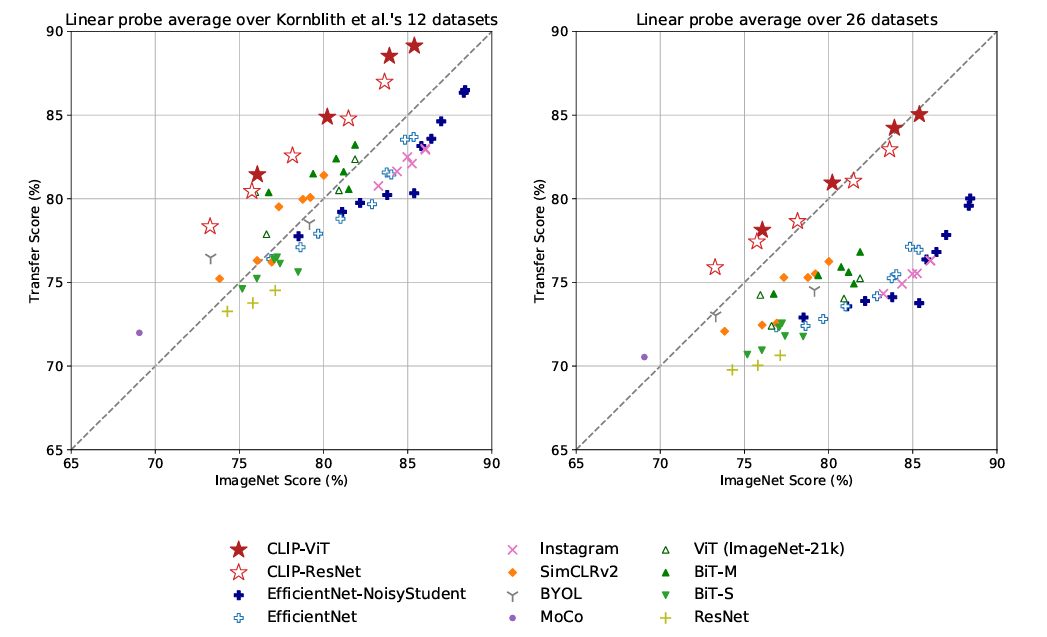 Linear probe average over Kornblith et al.'s 12 datasets
90
85
80
75
70
65
Transfer Score (%)
65 70 75 80 85 90
ImageNet Score (%)
Linear probe average over 26 datasets
90
85
80
75
70
65
Transfer Score (%)
65 70 75 80 85 90
ImageNet Score (%)
CLIP-ViT
CLIP-ResNet
EfficientNet-NoisyStudent
EfficientNet
Instagram
SimCLRv2
BYOL
MoCo
ViT (ImageNet-21k)
BiT-M
BiT-S
ResNet